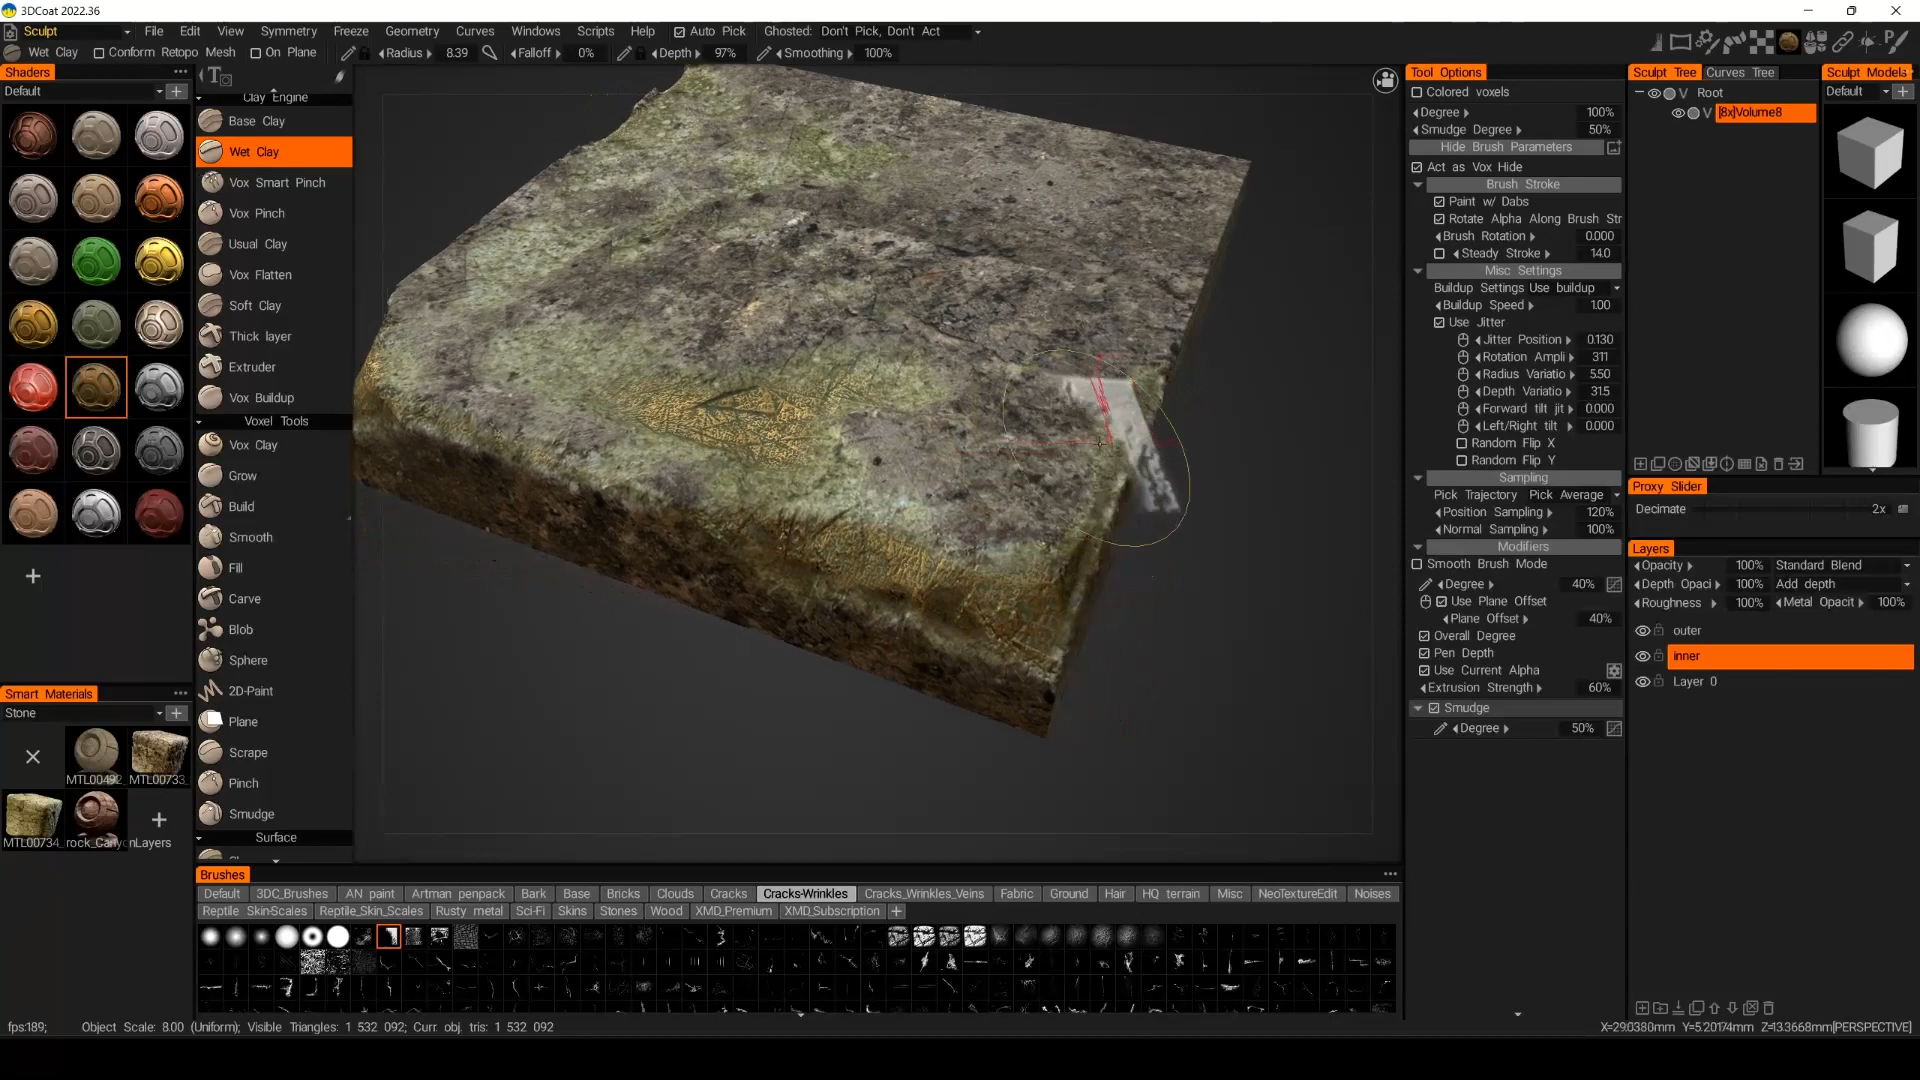 3DCoat 2022.36
Sculpt File Edit View Symmetry Freeze Geometry Curves Windows Scripts Help Auto Pick Ghosted: Don't Pick, Don't Act
Wet Clay Conform Retopo Mesh On Plane Radius 8.39 Falloff 0% Depth 97% Smoothing 100%
Shaders
Default
Clay Engine
Base Clay
Wet Clay
Vox Smart Pinch
Vox Pinch
Usual Clay
Vox Flatten
Soft Clay
Thick layer
Extruder
Vox Buildup
Voxel Tools
Vox Clay
Grow
Build
Smooth
Fill
Carve
Blob
Sphere
2D-Paint
Plane
Scrape
Pinch
Smudge
Surface
Smart Materials
Stone
MTL00492 MTL00733
MTL00734 rock_Canyon Layers
Tool Options
Colored voxels
Degree 100%
Smudge Degree 50%
Hide Brush Parameters
Act as Vox Hide
Brush Stroke
Paint w/ Dabs
Rotate Alpha Along Brush Str
Brush Rotation 0.000
Steady Stroke 14.0
Misc Settings
Buildup Settings Use buildup
Buildup Speed 1.00
Use Jitter
Jitter Position 0.130
Rotation Ampli 311
Radius Variatio 5.50
Depth Variatio 31.5
Forward tilt jit 0.000
Left/Right tilt 0.000
Random Flip X
Random Flip Y
Sampling
Pick Trajectory Pick Average
Position Sampling 120%
Normal Sampling 100%
Modifiers
Smooth Brush Mode
Degree 40%
Use Plane Offset
Plane Offset 40%
Overall Degree
Pen Depth
Use Current Alpha
Extrusion Strength 60%
Smudge
Degree 50%
Sculpt Tree Curves Tree
Root
V [8x]Volume8
Sculpt Models
Default
Proxy Slider
Decimate 2x
Layers
Opacity 100% Standard Blend
Depth Opaci 100% Add depth
Roughness 100% Metal Opacit 100%
outer
inner
Layer 0
Brushes
Default 3DC_Brushes AN paint Artman penpack Bark Base Bricks Clouds Cracks Cracks-Wrinkles Cracks_Wrinkles_Veins Fabric Ground Hair HQ terrain Misc NeoTextureEdit Noises
Reptile Skin-Scales Reptile_Skin_Scales Rusty metal Sci-Fi Skins Stones Wood XMD_Premium XMD_Subscription
fps:189; Object Scale: 8.00 (Uniform); Visible Triangles: 1 532 092; Curr. obj. tris: 1 532 092
X=29.0380mm Y=5.20174mm Z=13.3668mm[PERSPECTIVE]